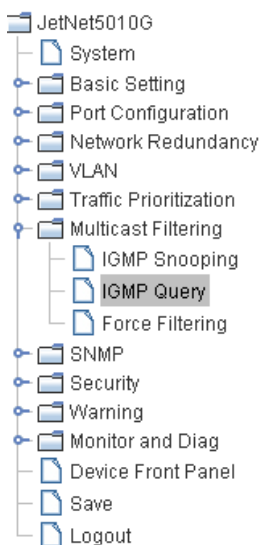 JetNet5010G
System
Basic Setting
Port Configuration
Network Redundancy
VLAN
Traffic Prioritization
Multicast Filtering
IGMP Snooping
IGMP Query
Force Filtering
SNMP
Security
Warning
Monitor and Diag
Device Front Panel
Save
Logout